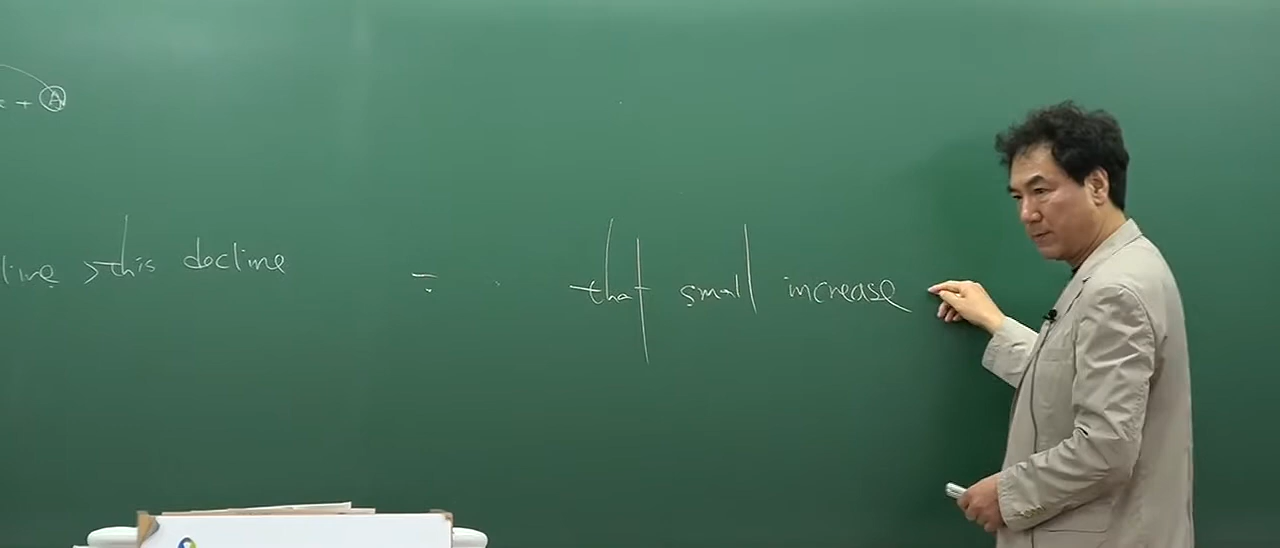 + A
line > this decline
that small increase